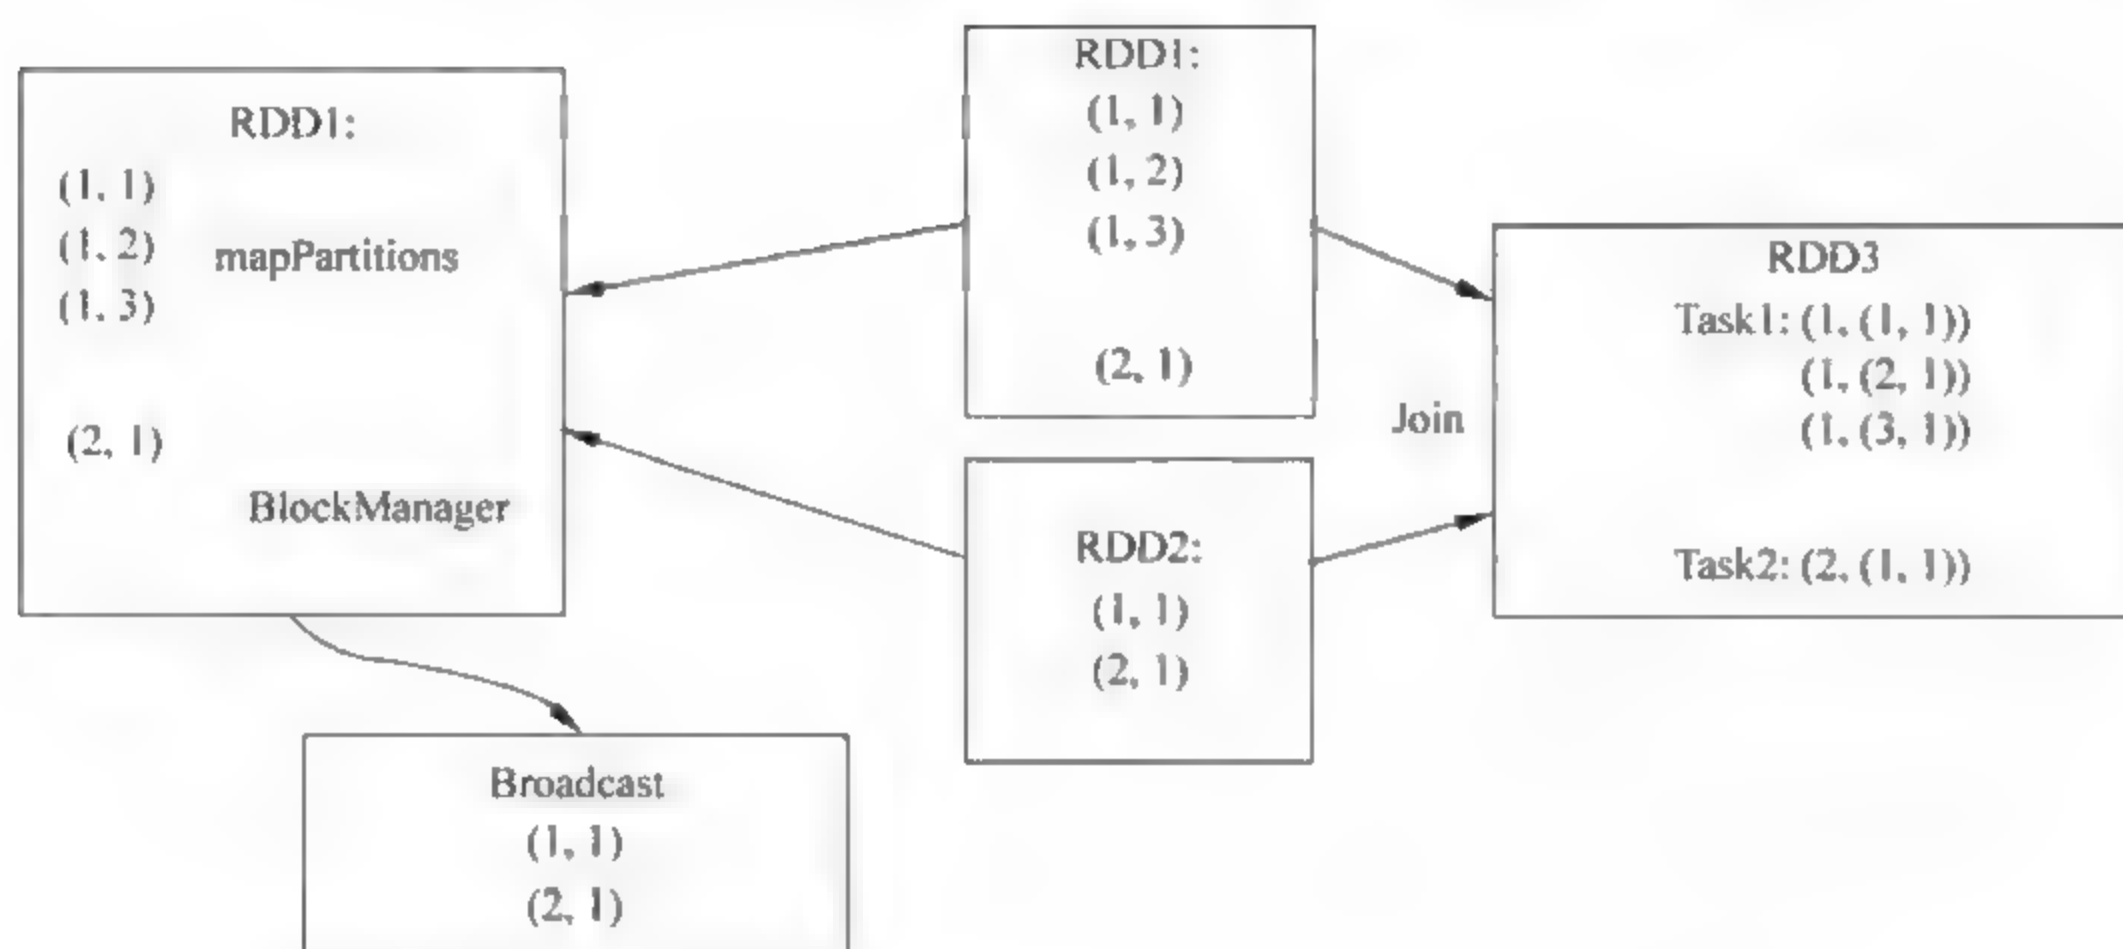 RDD1:
(1, 1)
(1, 2)
(1, 3)
mapPartitions
(2, 1)
BlockManager
RDD1:
(1, 1)
(1, 2)
(1, 3)
(2, 1)
RDD2:
(1, 1)
(2, 1)
Join
RDD3
Task1: (1, (1, 1))
(1, (2, 1))
(1, (3, 1))
Task2: (2, (1, 1))
Broadcast
(1, 1)
(2, 1)